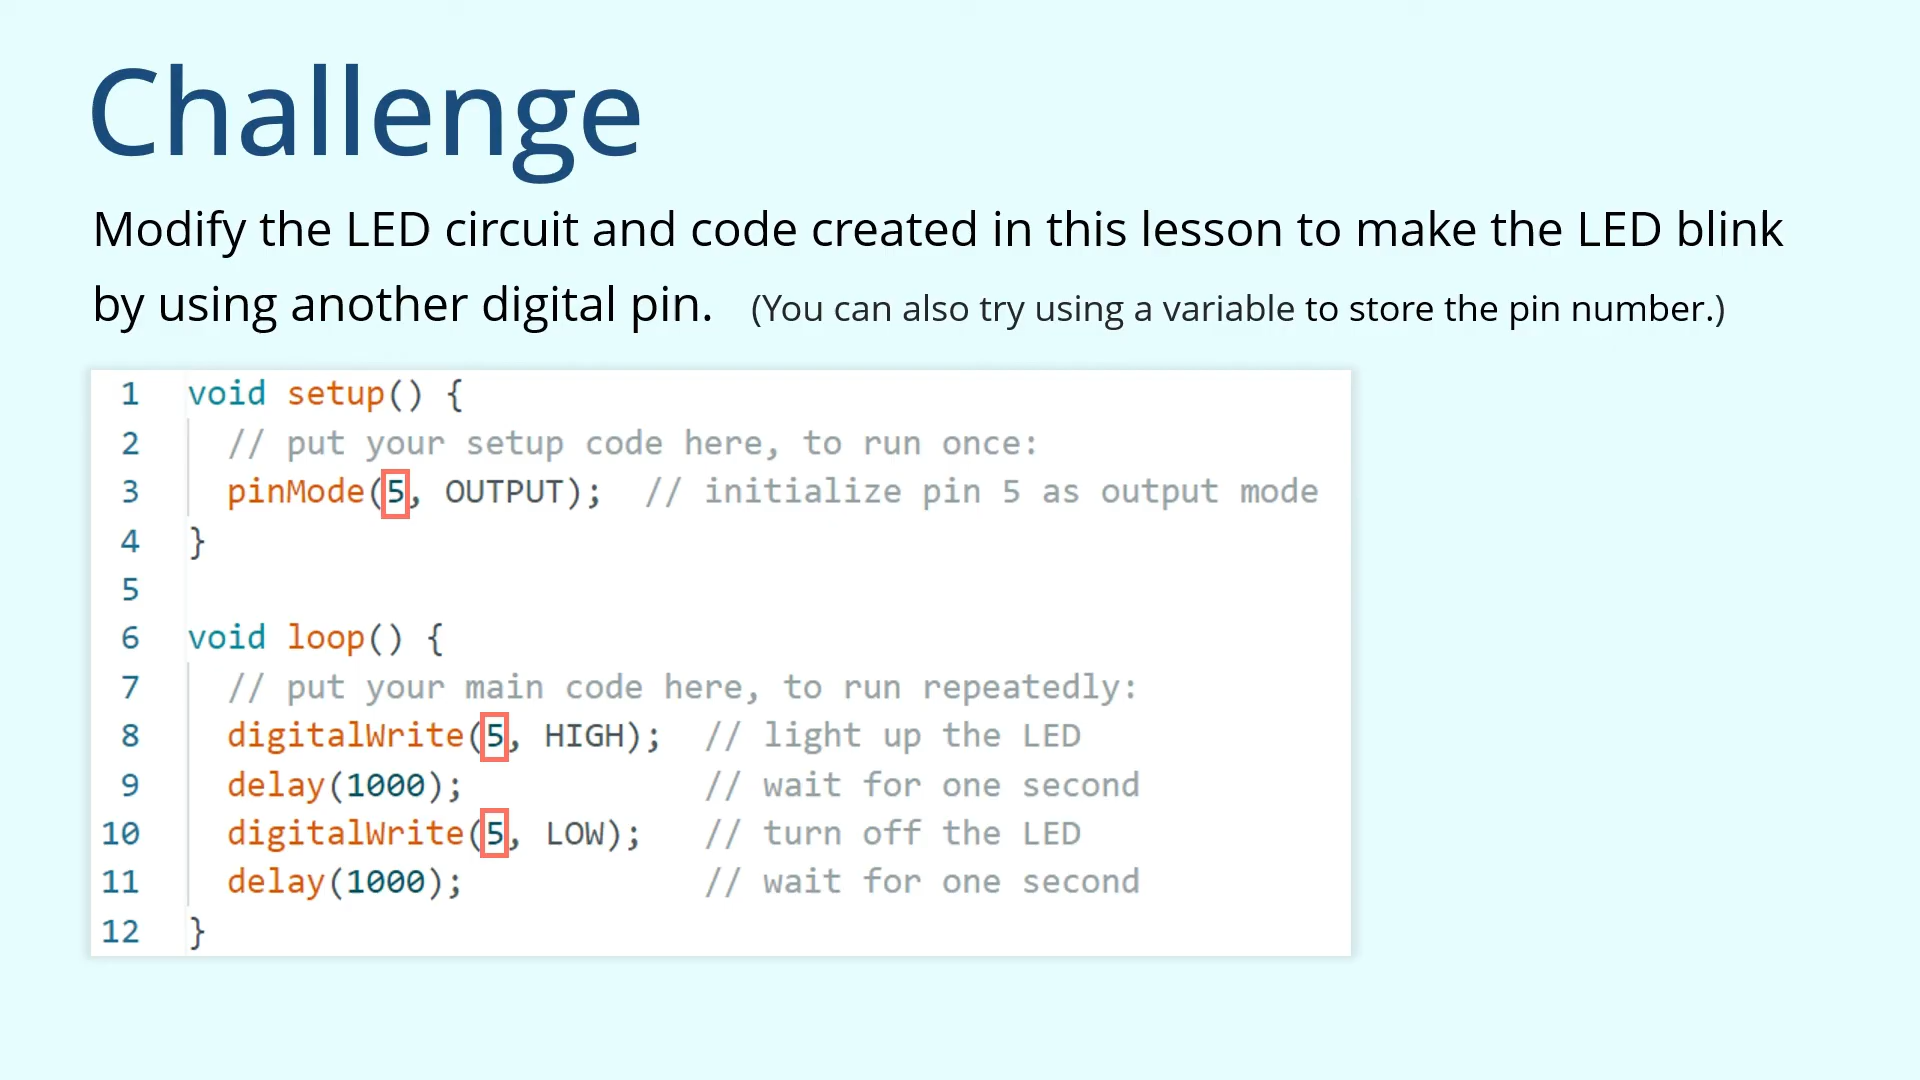 Challenge
Modify the LED circuit and code created in this lesson to make the LED blink
by using another digital pin. (You can also try using a variable to store the pin number.)
1 void setup() {
2 // put your setup code here, to run once:
3 pinMode(5, OUTPUT); // initialize pin 5 as output mode
4 }
5
6 void loop() {
7 // put your main code here, to run repeatedly:
8 digitalWrite(5, HIGH); // light up the LED
9 delay(1000); // wait for one second
10 digitalWrite(5, LOW); // turn off the LED
11 delay(1000); // wait for one second
12 }